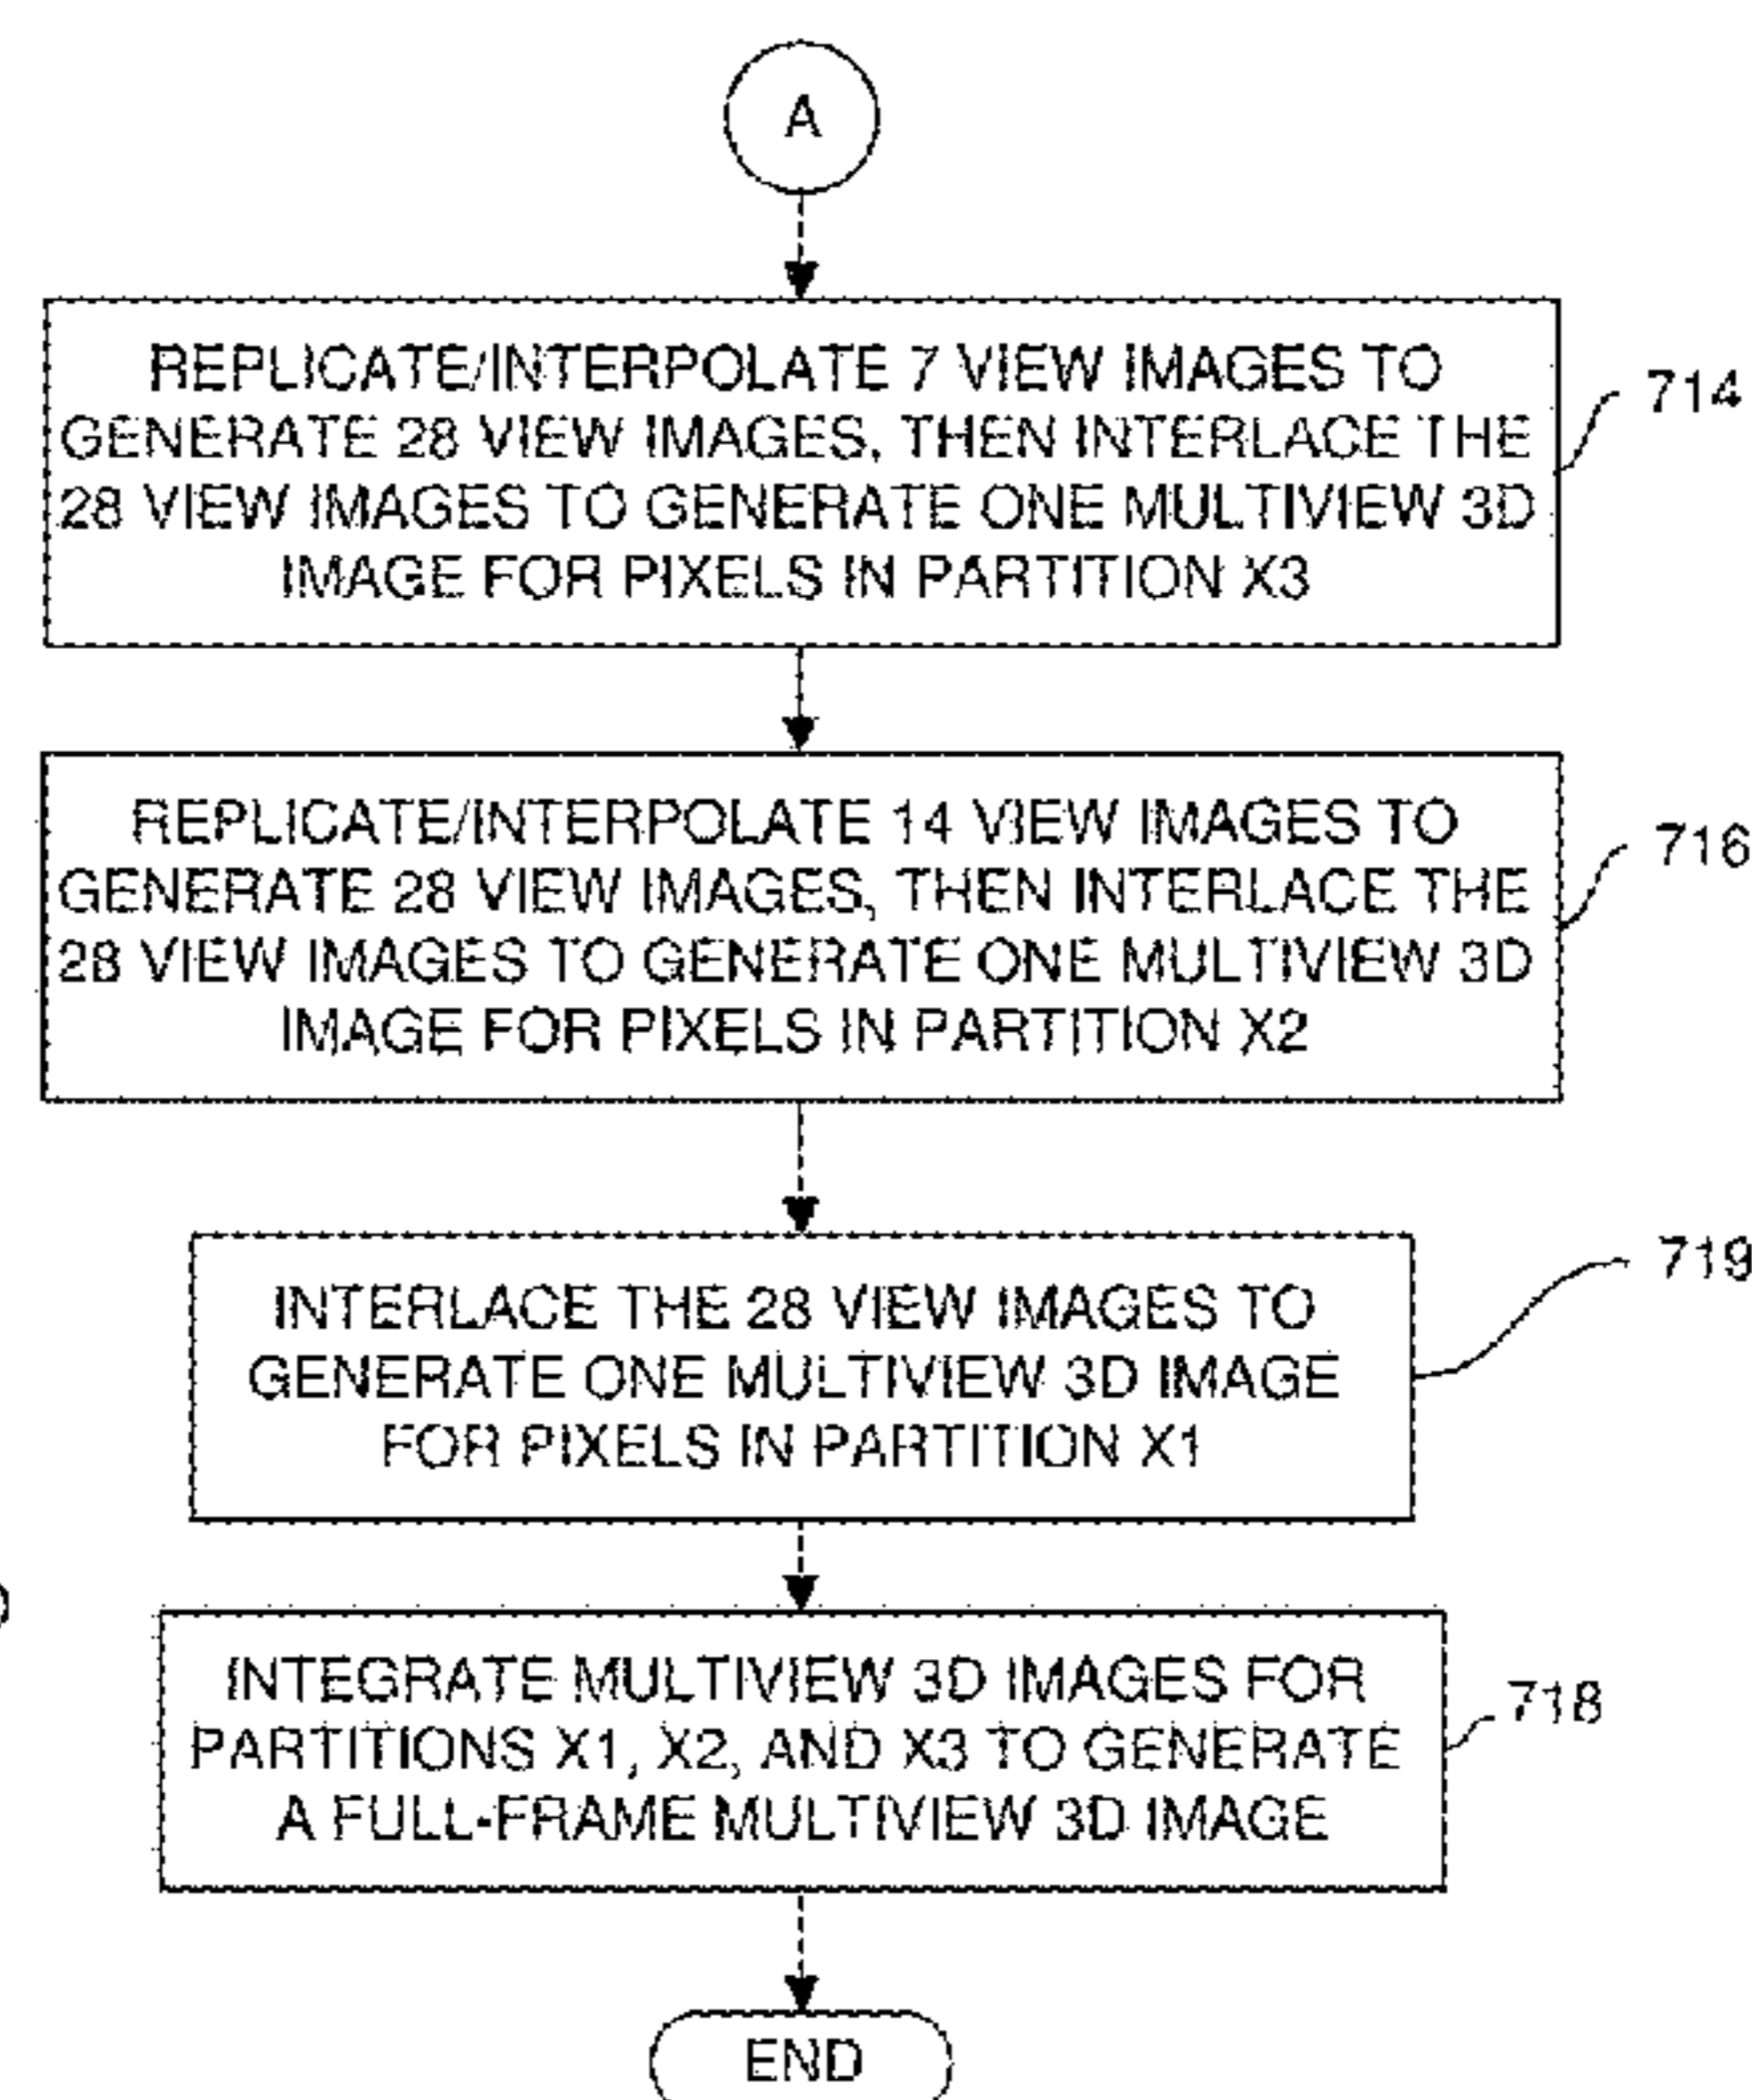 A
REPLICATE/INTERPOLATE 7 VIEW IMAGES TO
GENERATE 28 VIEW IMAGES, THEN INTERLACE THE
28 VIEW IMAGES TO GENERATE ONE MULTIVIEW 3D
IMAGE FOR PIXELS IN PARTITION X3
714
REPLICATE/INTERPOLATE 14 VIEW IMAGES TO
GENERATE 28 VIEW IMAGES, THEN INTERLACE THE
28 VIEW IMAGES TO GENERATE ONE MULTIVIEW 3D
IMAGE FOR PIXELS IN PARTITION X2
716
INTERLACE THE 28 VIEW IMAGES TO
GENERATE ONE MULTIVIEW 3D IMAGE
FOR PIXELS IN PARTITION X1
719
INTEGRATE MULTIVIEW 3D IMAGES FOR
PARTITIONS X1, X2, AND X3 TO GENERATE
A FULL-FRAME MULTIVIEW 3D IMAGE
718
END